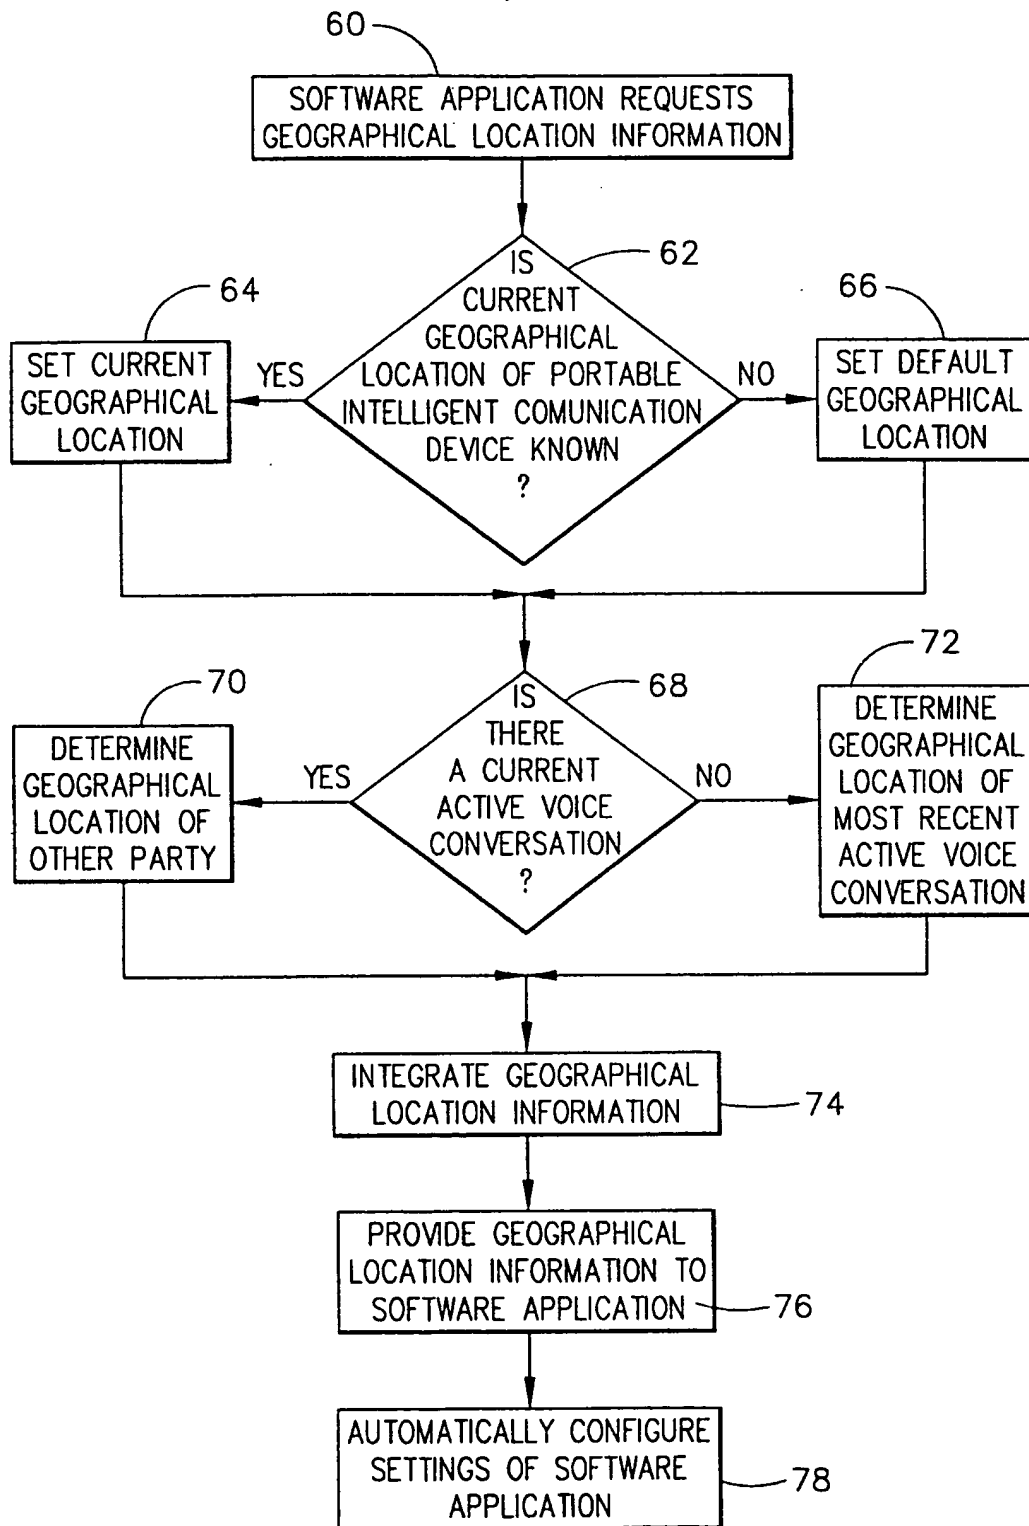 60
SOFTWARE APPLICATION REQUESTS
GEOGRAPHICAL LOCATION INFORMATION
62
IS
CURRENT
GEOGRAPHICAL
LOCATION OF PORTABLE
INTELLIGENT COMUNICATION
DEVICE KNOWN
?
64
YES
SET CURRENT
GEOGRAPHICAL
LOCATION
66
NO
SET DEFAULT
GEOGRAPHICAL
LOCATION
68
IS
THERE
A CURRENT
ACTIVE VOICE
CONVERSATION
?
70
YES
DETERMINE
GEOGRAPHICAL
LOCATION OF
OTHER PARTY
72
NO
DETERMINE
GEOGRAPHICAL
LOCATION OF
MOST RECENT
ACTIVE VOICE
CONVERSATION
INTEGRATE GEOGRAPHICAL
LOCATION INFORMATION
74
PROVIDE GEOGRAPHICAL
LOCATION INFORMATION TO
SOFTWARE APPLICATION
76
AUTOMATICALLY CONFIGURE
SETTINGS OF SOFTWARE
APPLICATION
78